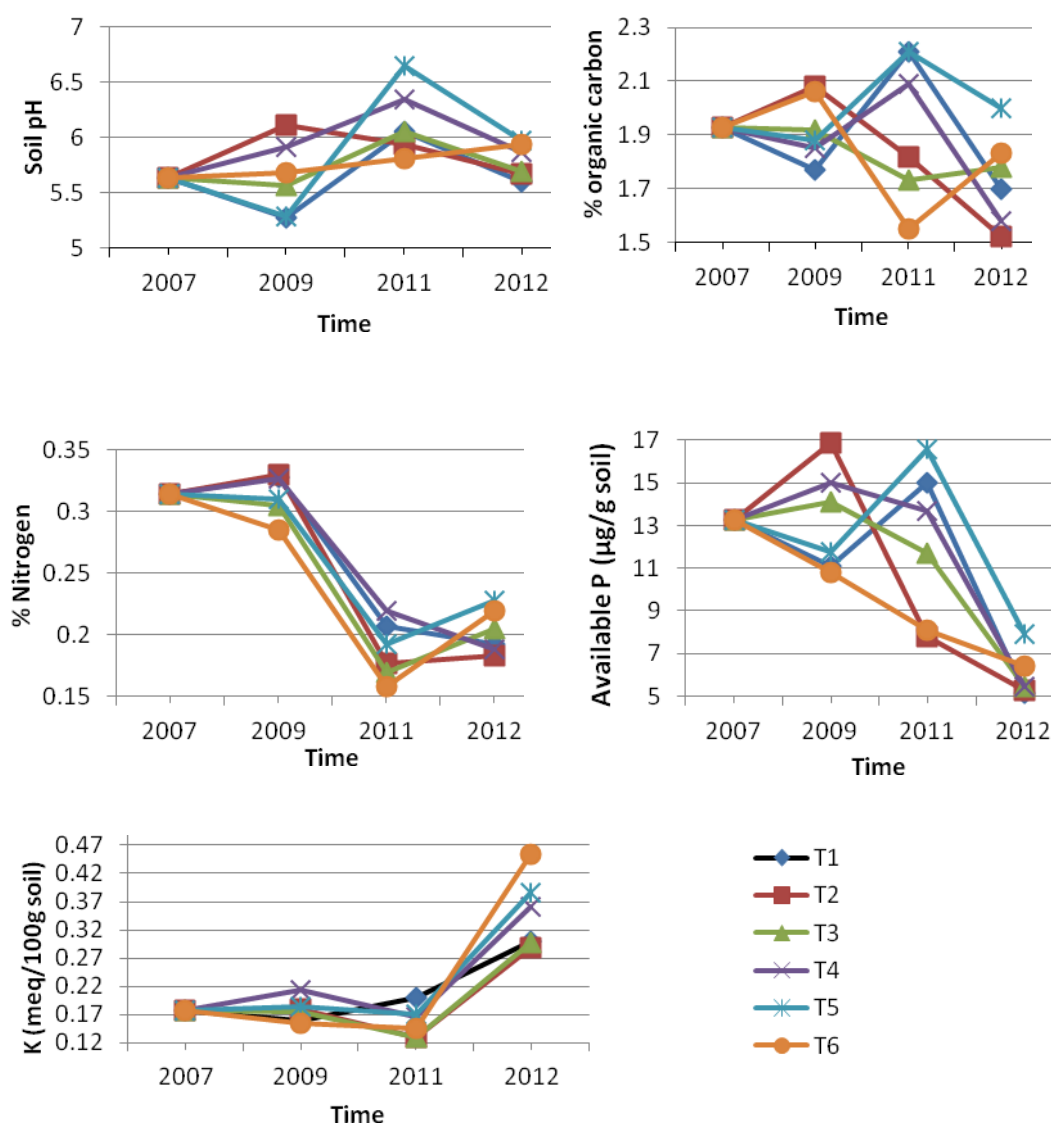 Soil pH
7
6.5
6
5.5
5
2007 2009 2011 2012
Time
% organic carbon
2.3
2.1
1.9
1.7
1.5
2007 2009 2011 2012
Time
% Nitrogen
0.35
0.3
0.25
0.2
0.15
2007 2009 2011 2012
Time
Available P (µg/g soil)
17
15
13
11
9
7
5
2007 2009 2011 2012
Time
K (meq/100g soil)
0.47
0.42
0.37
0.32
0.27
0.22
0.17
0.12
2007 2009 2011 2012
Time
T1
T2
T3
T4
T5
T6